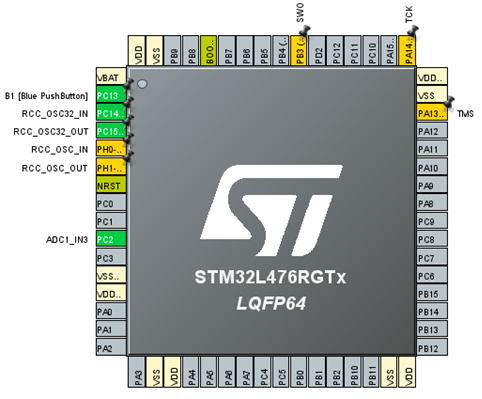 SWO
TCK
VDD
VSS
PB9
PB8
BOO..
PB7
PB6
PB5
PB4 (..
PB3 (..
PD2
PC12
PC11
PC10
PA15..
PA14..
B1 [Blue PushButton]
RCC_OSC32_IN
RCC_OSC32_OUT
RCC_OSC_IN
RCC_OSC_OUT
ADC1_IN3
VBAT
PC13
PC14..
PC15..
PH0-..
PH1-..
NRST
PC0
PC1
PC2
PC3
VSS..
VDD..
PA0
PA1
PA2
ST
STM32L476RGTx
LQFP64
VDD..
VSS
PA13..
TMS
PA12
PA11
PA10
PA9
PA8
PC9
PC8
PC7
PC6
PB15
PB14
PB13
PB12
PA3
VSS
VDD
PA4
PA5
PA6
PA7
PC4
PC5
PB0
PB1
PB2
PB10
PB11
VSS
VDD